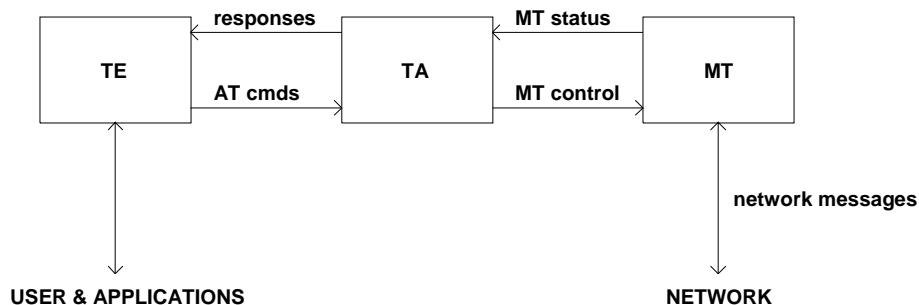 responses
MT status
TE
TA
MT
AT cmds
MT control
network messages
USER & APPLICATIONS
NETWORK